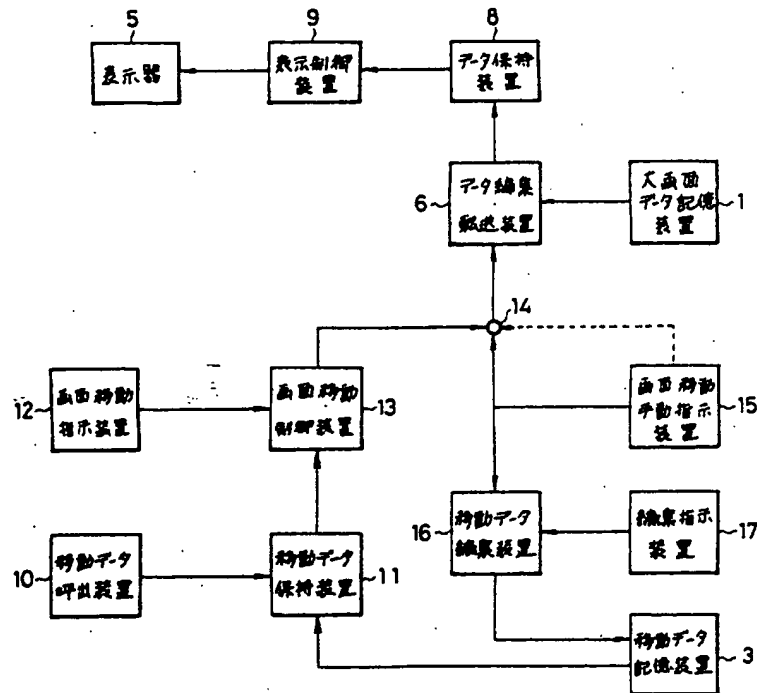 5
9
8
表示器
表示制御
装置
データ保持
装置
6
データ編集
転送装置
大画面
データ記憶
装置
1
14
12
画面移動
指示装置
画面移動
制御装置
13
画面移動
手動指示
装置
15
16
移動データ
編集装置
編集指示
装置
17
10
移動データ
呼出装置
移動データ
保持装置
11
移動データ
記憶装置
3